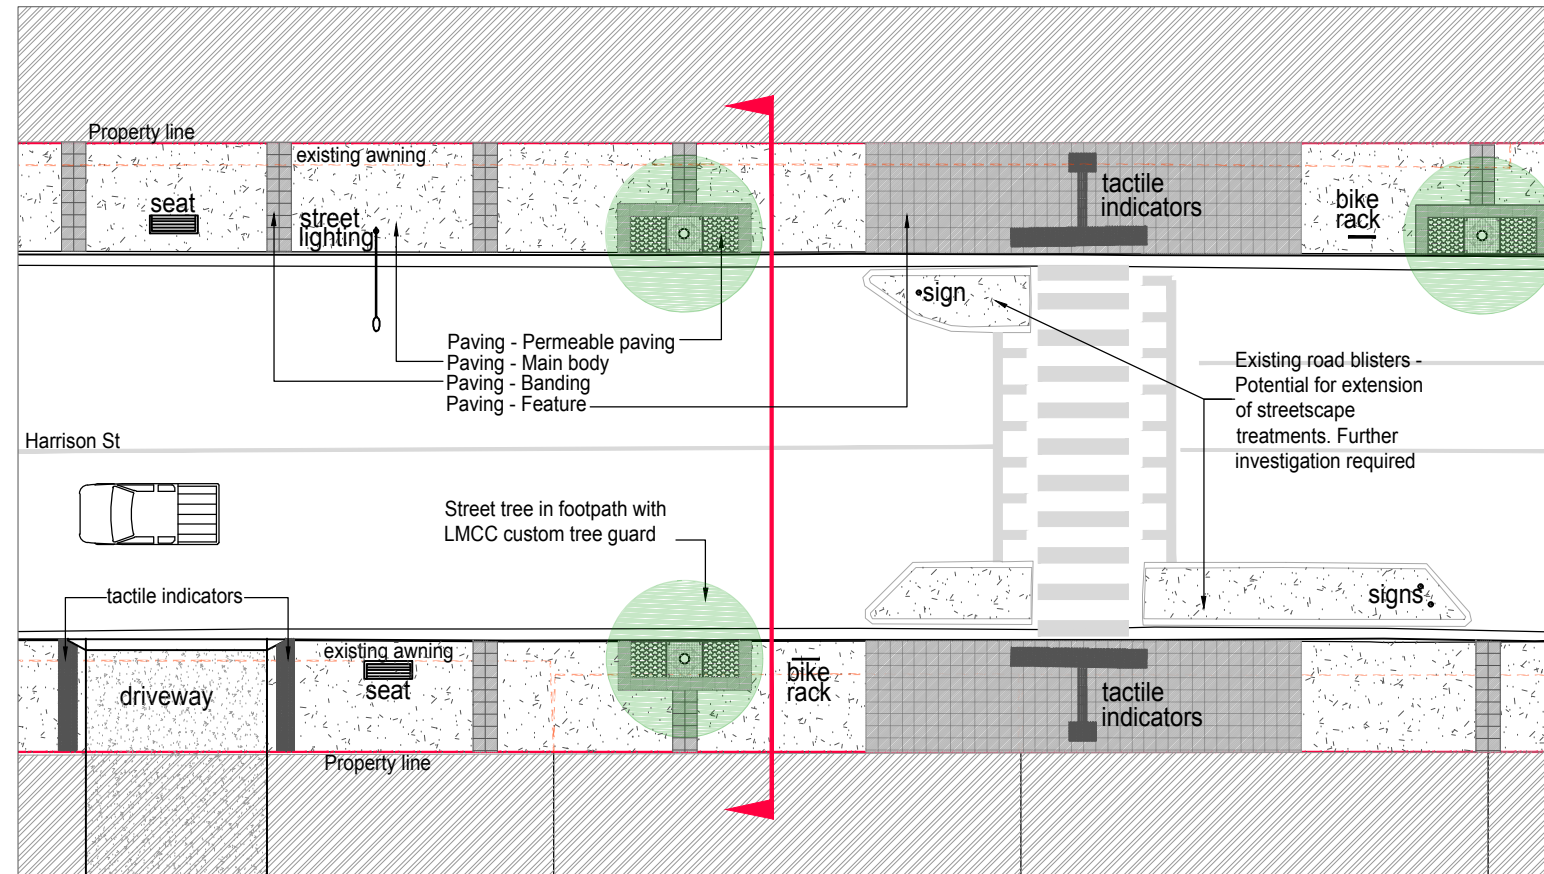 Property line
existing awning
seat
street
lighting
tactile
indicators
bike
rack
sign
Paving - Permeable paving
Paving - Main body
Paving - Banding
Paving - Feature
Existing road blisters -
Potential for extension
of streetscape
treatments. Further
investigation required
Harrison St
Street tree in footpath with
LMCC custom tree guard
tactile indicators
signs
existing awning
seat
driveway
bike
rack
tactile
indicators
Property line